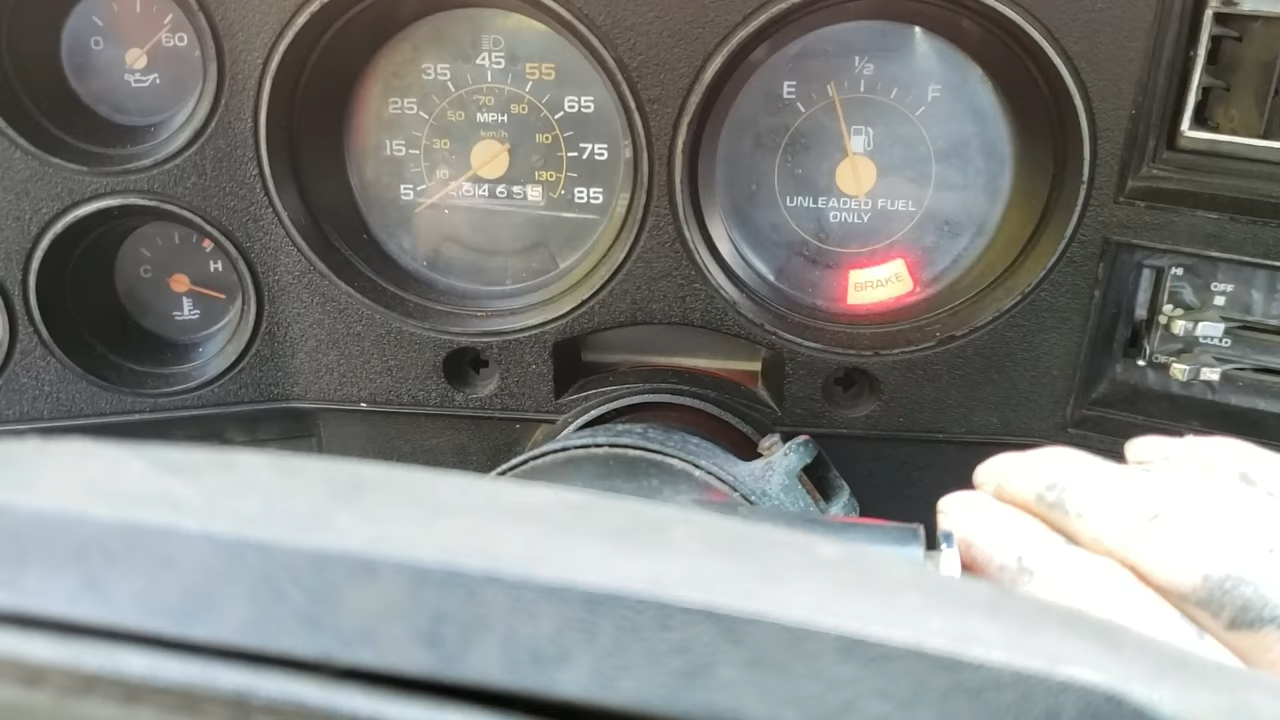 0 60
45
35 55
25 65
15 75
5 85
70
50 90
MPH
km/h
30 110
10 130
64655
1/2
E F
UNLEADED FUEL
ONLY
BRAKE
C H
HI
OFF
COLD